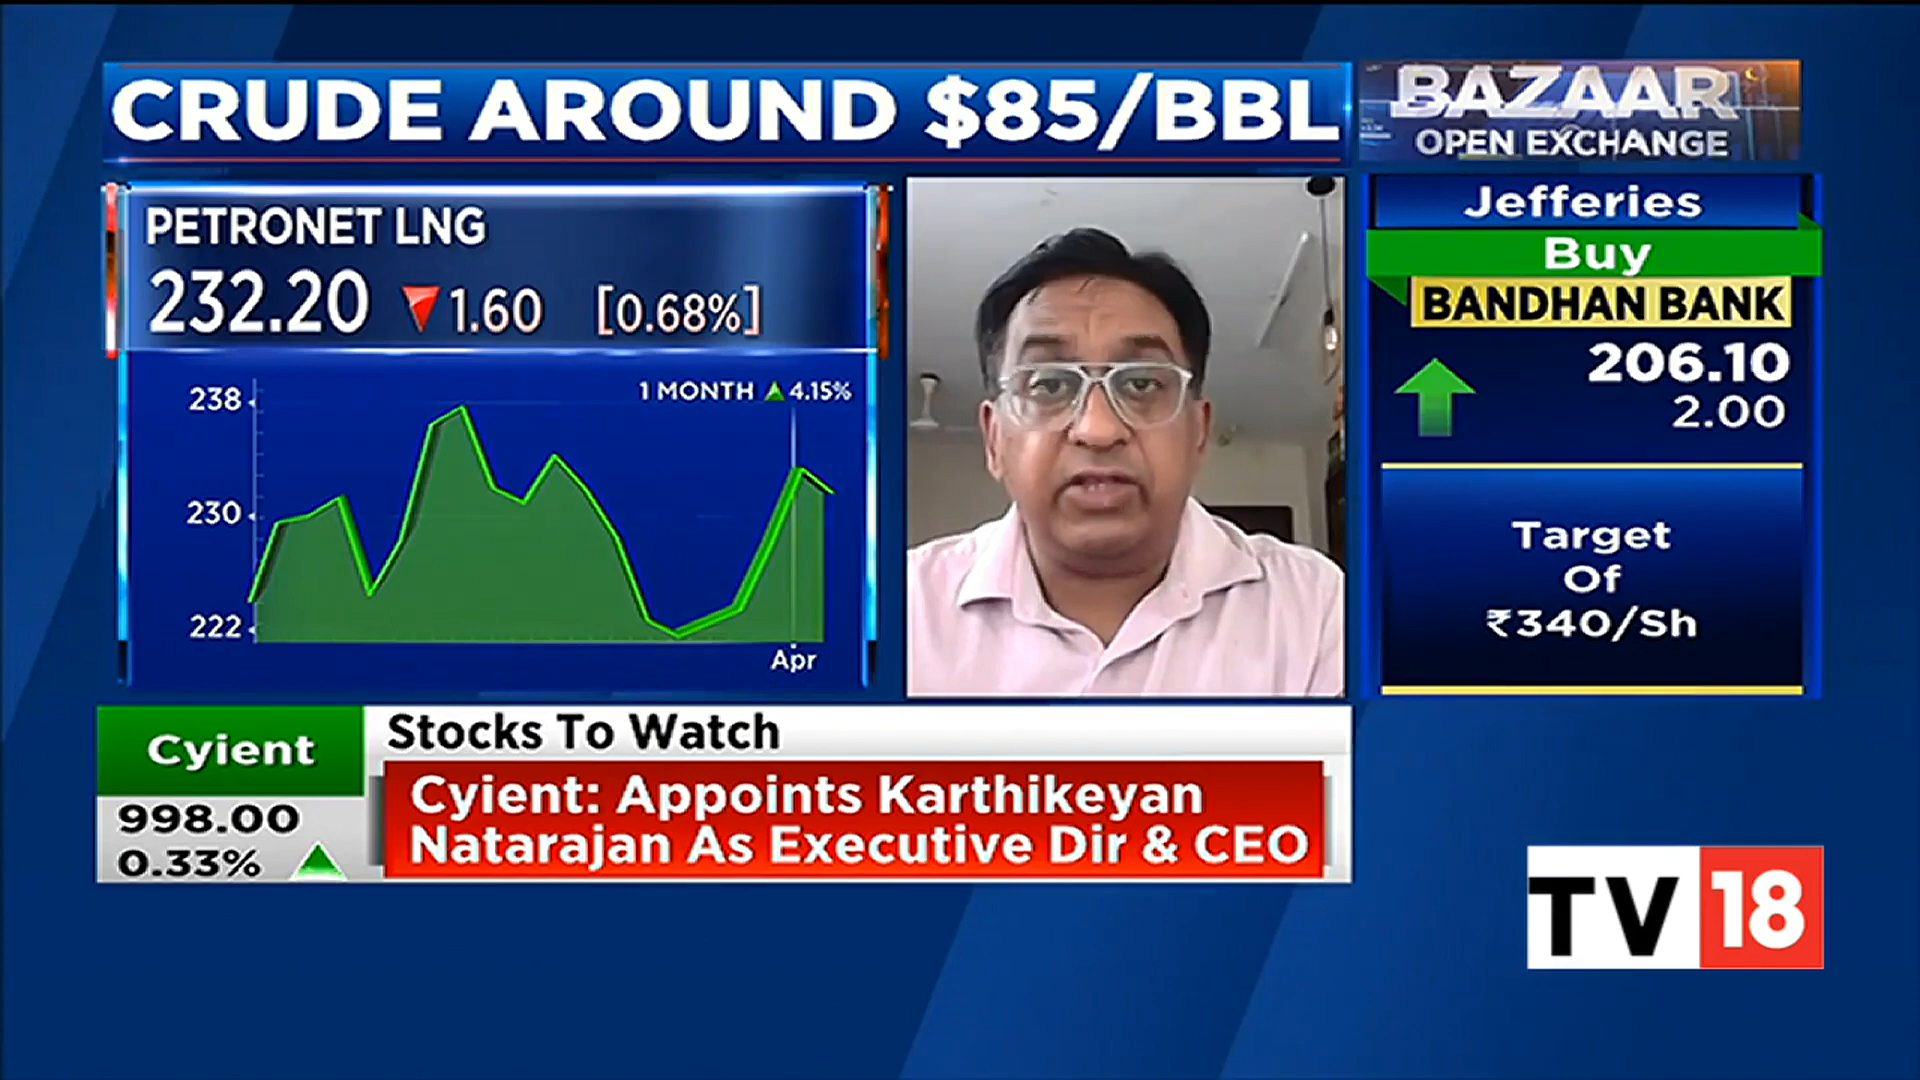 CRUDE AROUND $85/BBL
BAZAAR
OPEN EXCHANGE
PETRONET LNG
232.20 ▼1.60 [0.68%]
1 MONTH ▲4.15%
238
230
222
Apr
Jefferies
Buy
BANDHAN BANK
206.10
2.00
Target
Of
₹340/Sh
Cyient
998.00
0.33%
Stocks To Watch
Cyient: Appoints Karthikeyan
Natarajan As Executive Dir & CEO
TV18